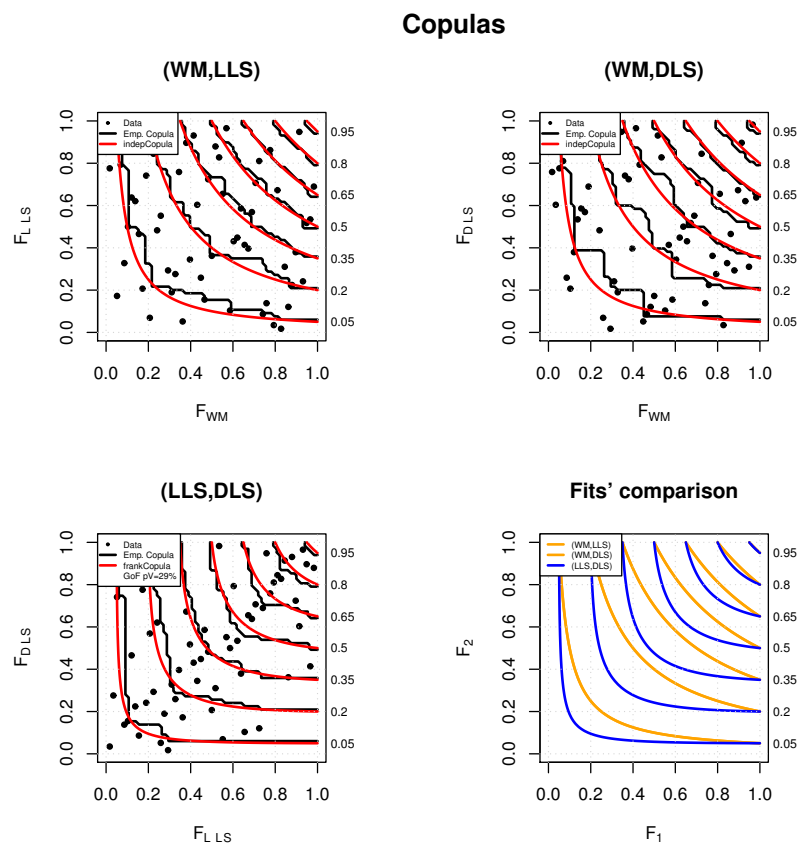 Copulas
(WM,LLS)
Data
Emp. Copula
indepCopula
F_L LS
0.0 0.2 0.4 0.6 0.8 1.0
0.95
0.8
0.65
0.5
0.35
0.2
0.05
0.0 0.2 0.4 0.6 0.8 1.0
F_WM
(WM,DLS)
Data
Emp. Copula
indepCopula
F_D LS
0.0 0.2 0.4 0.6 0.8 1.0
0.95
0.8
0.65
0.5
0.35
0.2
0.05
0.0 0.2 0.4 0.6 0.8 1.0
F_WM
(LLS,DLS)
Data
Emp. Copula
frankCopula
GoF pV=29%
F_D LS
0.0 0.2 0.4 0.6 0.8 1.0
0.95
0.8
0.65
0.5
0.35
0.2
0.05
0.0 0.2 0.4 0.6 0.8 1.0
F_L LS
Fits' comparison
(WM,LLS)
(WM,DLS)
(LLS,DLS)
F_2
0.0 0.2 0.4 0.6 0.8 1.0
0.95
0.8
0.65
0.5
0.35
0.2
0.05
0.0 0.2 0.4 0.6 0.8 1.0
F_1